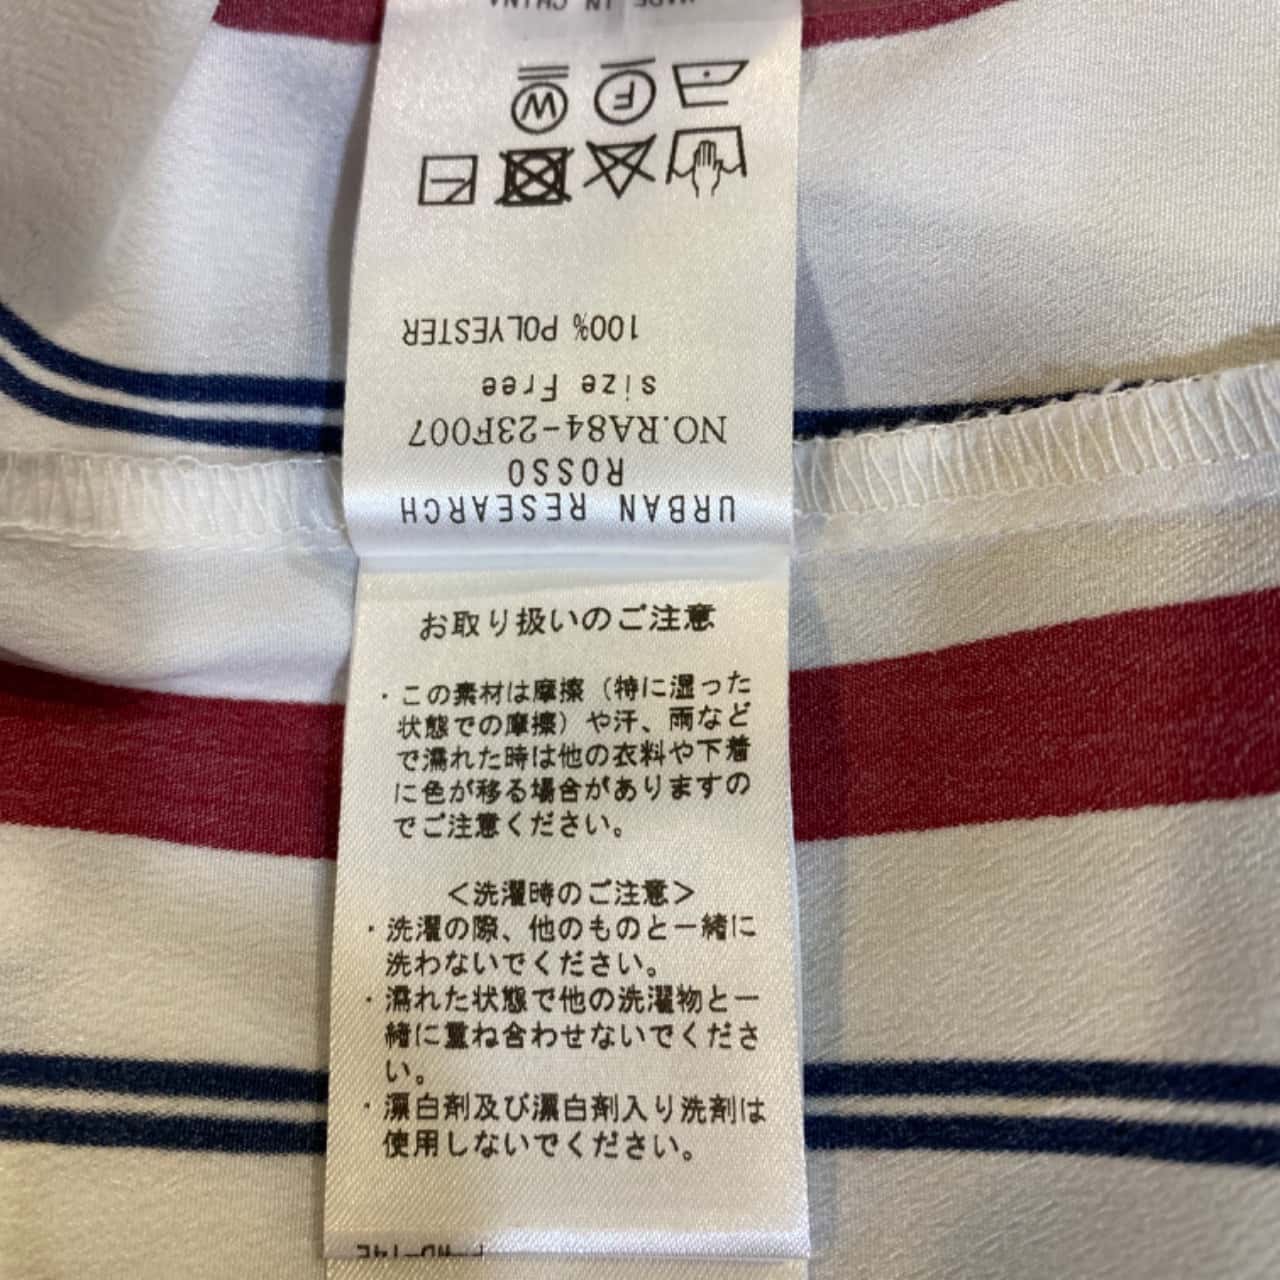 URBAN RESEARCH
ROSSO
NO.RA84-23F007
size Free
100% POLYESTER
F
W
MADE IN CHINA
お取り扱いのご注意
・この素材は摩擦（特に湿った
状態での摩擦）や汗、雨など
で濡れた時は他の衣料や下着
に色が移る場合がありますの
でご注意ください。
＜洗濯時のご注意＞
・洗濯の際、他のものと一緒に
洗わないでください。
・濡れた状態で他の洗濯物と一
緒に重ね合わせないでくださ
い。
・漂白剤及び漂白剤入り洗剤は
使用しないでください。